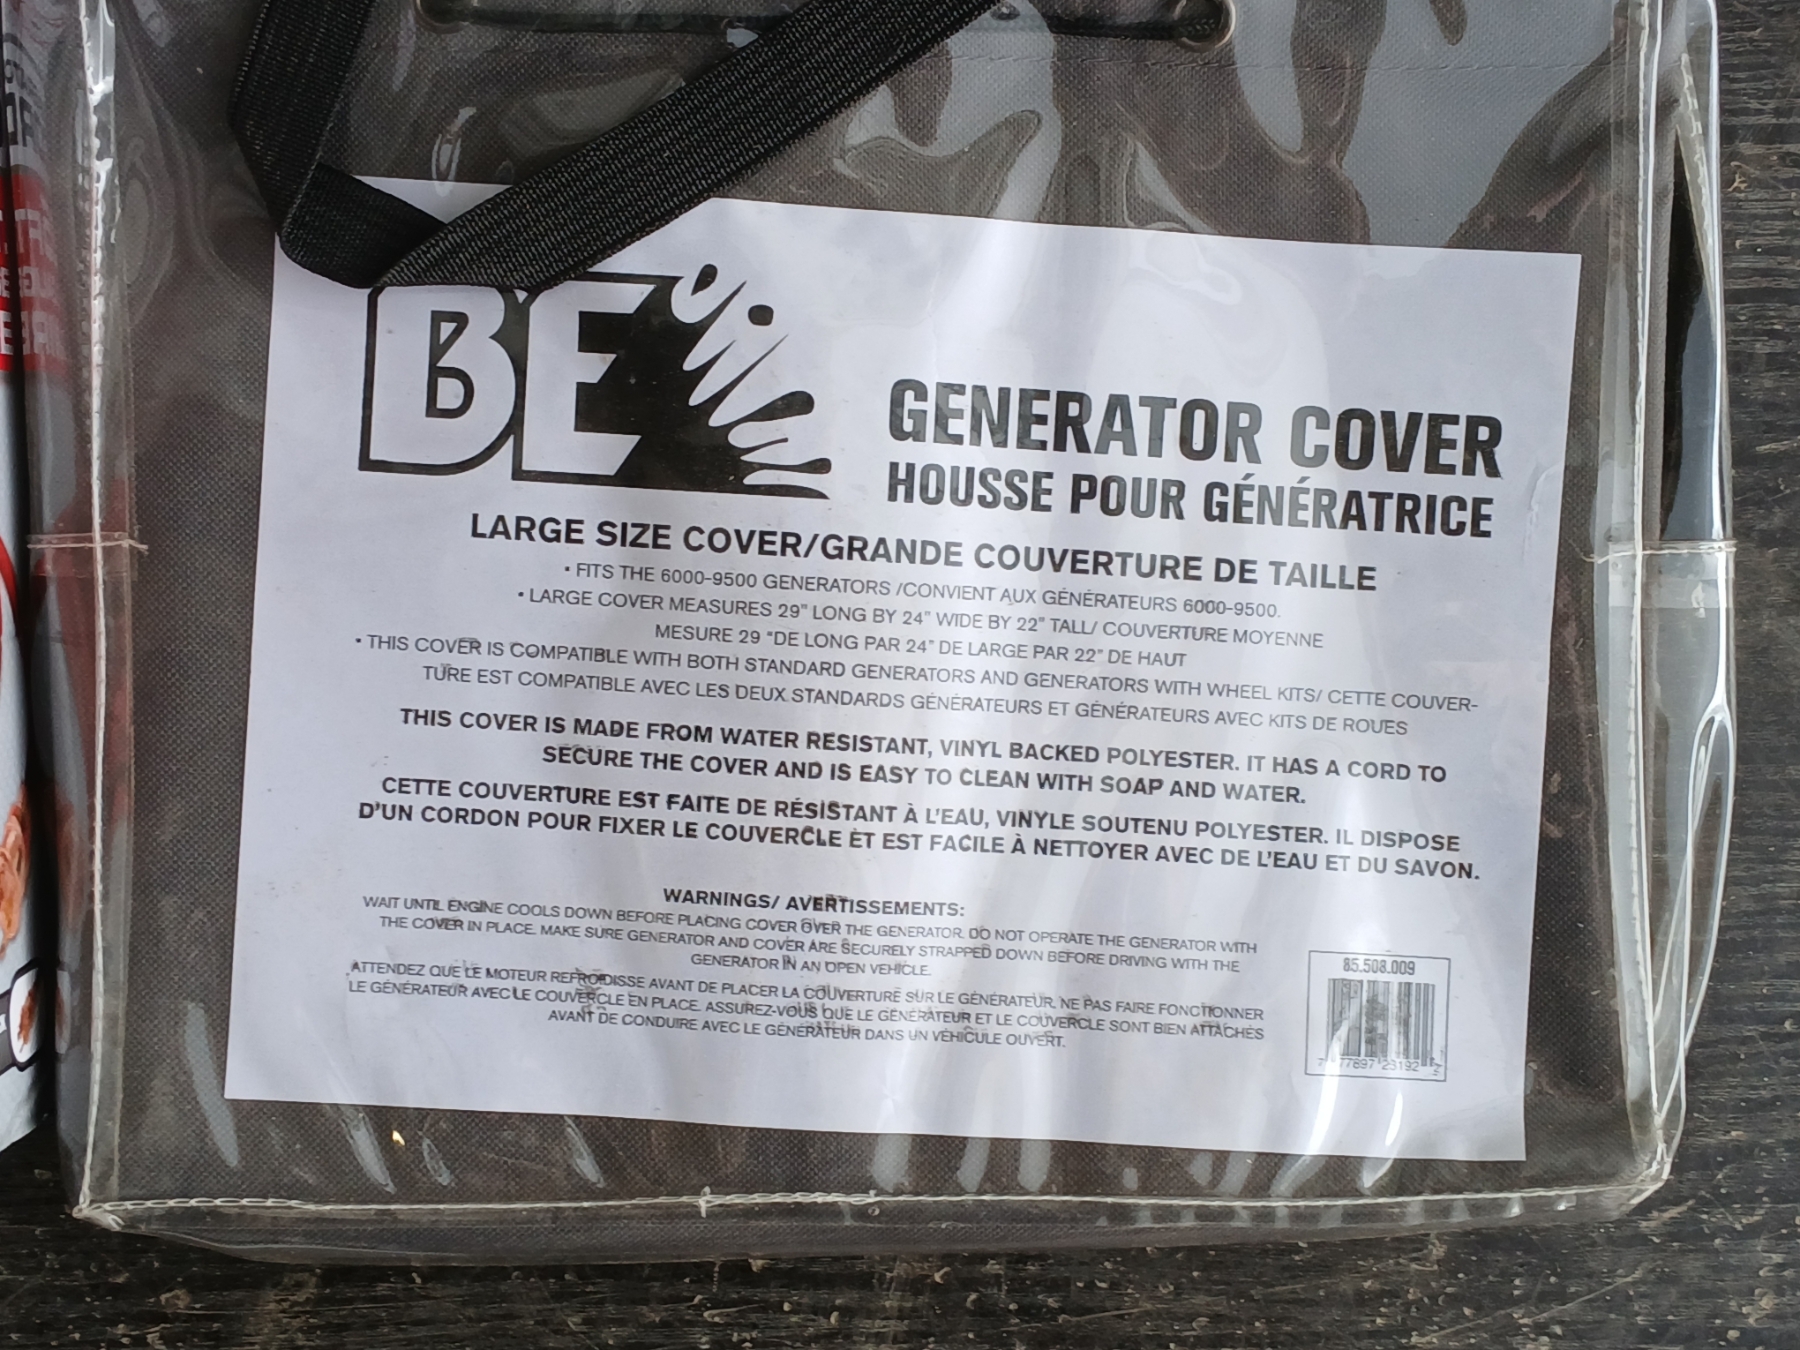 BE
GENERATOR COVER
HOUSSE POUR GÉNÉRATRICE
LARGE SIZE COVER/GRANDE COUVERTURE DE TAILLE
• FITS THE 6000-9500 GENERATORS /CONVIENT AUX GÉNÉRATEURS 6000-9500.
• LARGE COVER MEASURES 29" LONG BY 24" WIDE BY 22" TALL/ COUVERTURE MOYENNE
MESURE 29 "DE LONG PAR 24" DE LARGE PAR 22" DE HAUT
• THIS COVER IS COMPATIBLE WITH BOTH STANDARD GENERATORS AND GENERATORS WITH WHEEL KITS/ CETTE COUVER-
TURE EST COMPATIBLE AVEC LES DEUX STANDARDS GÉNÉRATEURS ET GÉNÉRATEURS AVEC KITS DE ROUES
THIS COVER IS MADE FROM WATER RESISTANT, VINYL BACKED POLYESTER. IT HAS A CORD TO
SECURE THE COVER AND IS EASY TO CLEAN WITH SOAP AND WATER.
CETTE COUVERTURE EST FAITE DE RÉSISTANT À L'EAU, VINYLE SOUTENU POLYESTER. IL DISPOSE
D'UN CORDON POUR FIXER LE COUVERCLE ET EST FACILE À NETTOYER AVEC DE L'EAU ET DU SAVON.
WARNINGS/ AVERTISSEMENTS:
WAIT UNTIL ENGINE COOLS DOWN BEFORE PLACING COVER OVER THE GENERATOR. DO NOT OPERATE THE GENERATOR WITH
THE COVER IN PLACE. MAKE SURE GENERATOR AND COVER ARE SECURELY STRAPPED DOWN BEFORE DRIVING WITH THE
GENERATOR IN AN OPEN VEHICLE.
ATTENDEZ QUE LE MOTEUR REFROIDISSE AVANT DE PLACER LA COUVERTURE SUR LE GÉNÉRATEUR. NE PAS FAIRE FONCTIONNER
LE GÉNÉRATEUR AVEC LE COUVERCLE EN PLACE. ASSUREZ-VOUS QUE LE GÉNÉRATEUR ET LE COUVERCLE SONT BIEN ATTACHÉS
AVANT DE CONDUIRE AVEC LE GÉNÉRATEUR DANS UN VÉHICULE OUVERT.
85.508.009
7 77897 23192